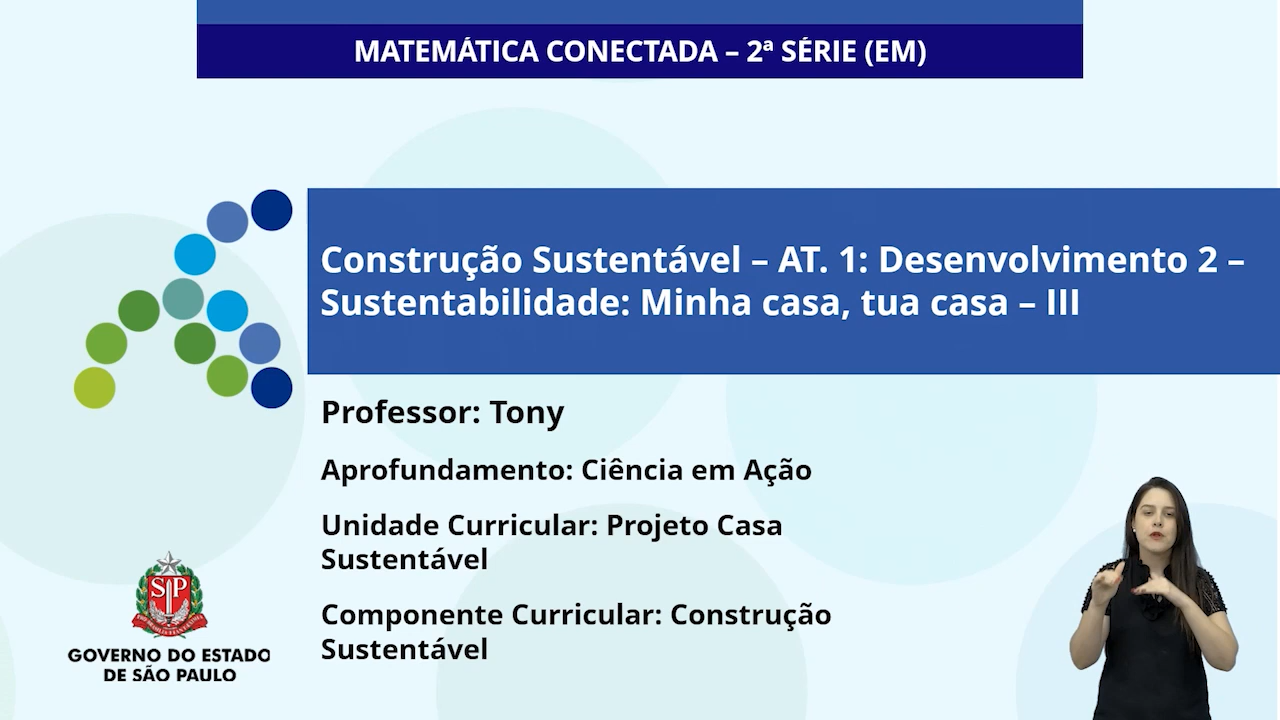 MATEMÁTICA CONECTADA – 2ª SÉRIE (EM)
Construção Sustentável – AT. 1: Desenvolvimento 2 –
Sustentabilidade: Minha casa, tua casa – III
Professor: Tony
Aprofundamento: Ciência em Ação
Unidade Curricular: Projeto Casa
Sustentável
Componente Curricular: Construção
Sustentável
SP
GOVERNO DO ESTADO
DE SÃO PAULO